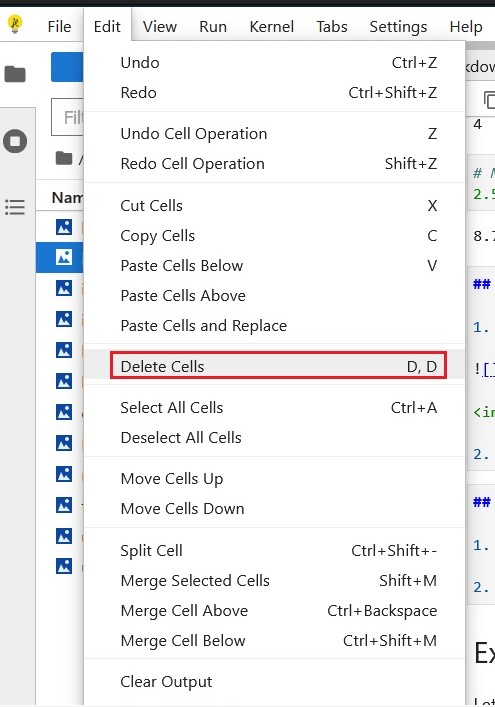 File Edit View Run Kernel Tabs Settings Help
Undo Ctrl+Z
Redo Ctrl+Shift+Z
Undo Cell Operation Z
Redo Cell Operation Shift+Z
Cut Cells X
Copy Cells C
Paste Cells Below V
Paste Cells Above
Paste Cells and Replace
Delete Cells D, D
Select All Cells Ctrl+A
Deselect All Cells
Move Cells Up
Move Cells Down
Split Cell Ctrl+Shift+-
Merge Selected Cells Shift+M
Merge Cell Above Ctrl+Backspace
Merge Cell Below Ctrl+Shift+M
Clear Output
Fil
/
Nam
kdow
4
# M
2.5
8.7
##
1.
![]
<im
2.
##
1.
2.
Ex